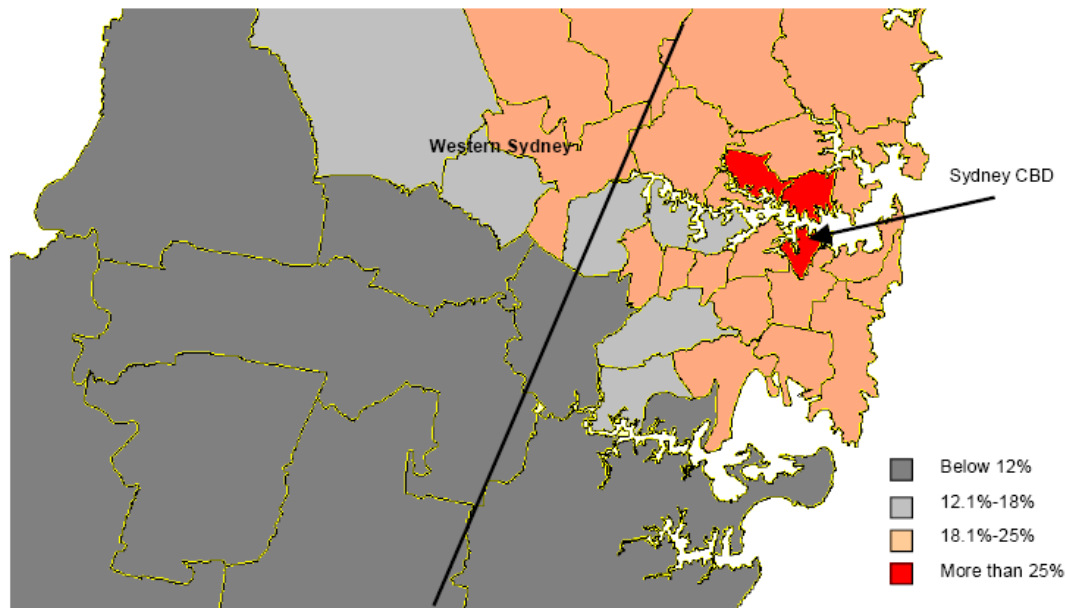 Western Sydney
Sydney CBD
Below 12%
12.1%-18%
18.1%-25%
More than 25%